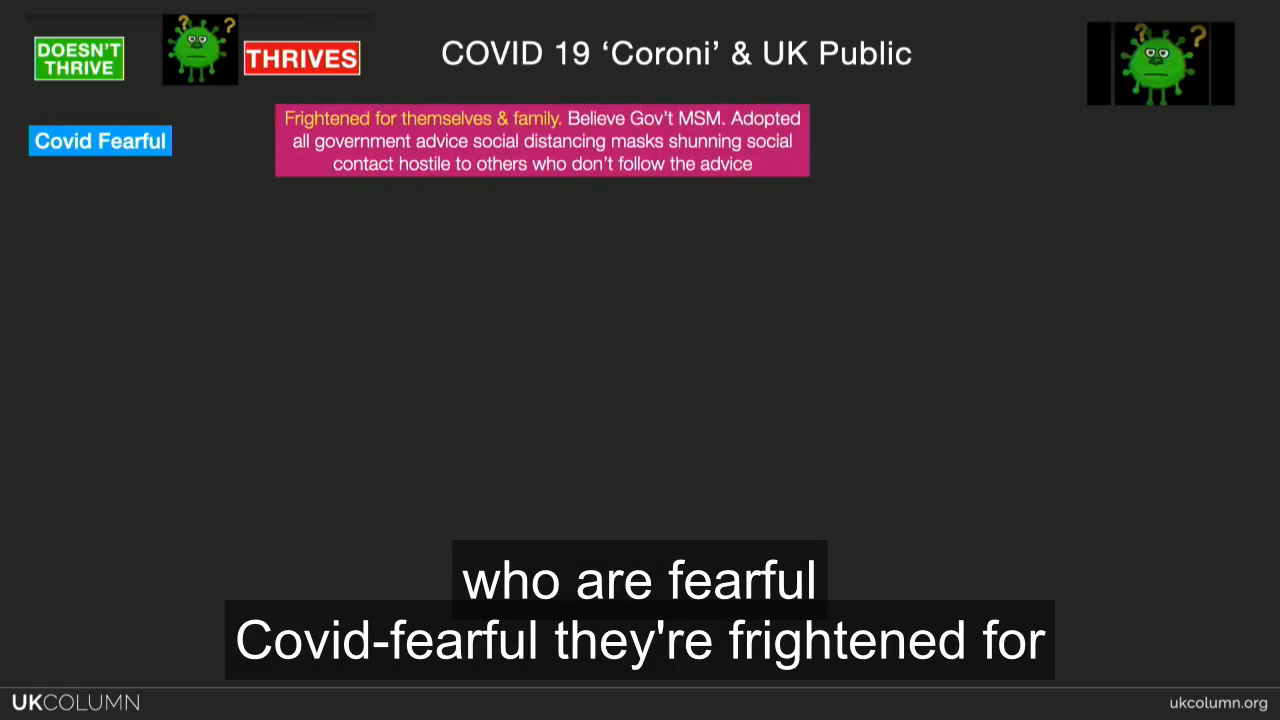 DOESN'T
THRIVE
THRIVES
COVID 19 ‘Coroni’ & UK Public
Covid Fearful
Frightened for themselves & family. Believe Gov’t MSM. Adopted
all government advice social distancing masks shunning social
contact hostile to others who don’t follow the advice
who are fearful
Covid-fearful they're frightened for
UKCOLUMN
ukcolumn.org